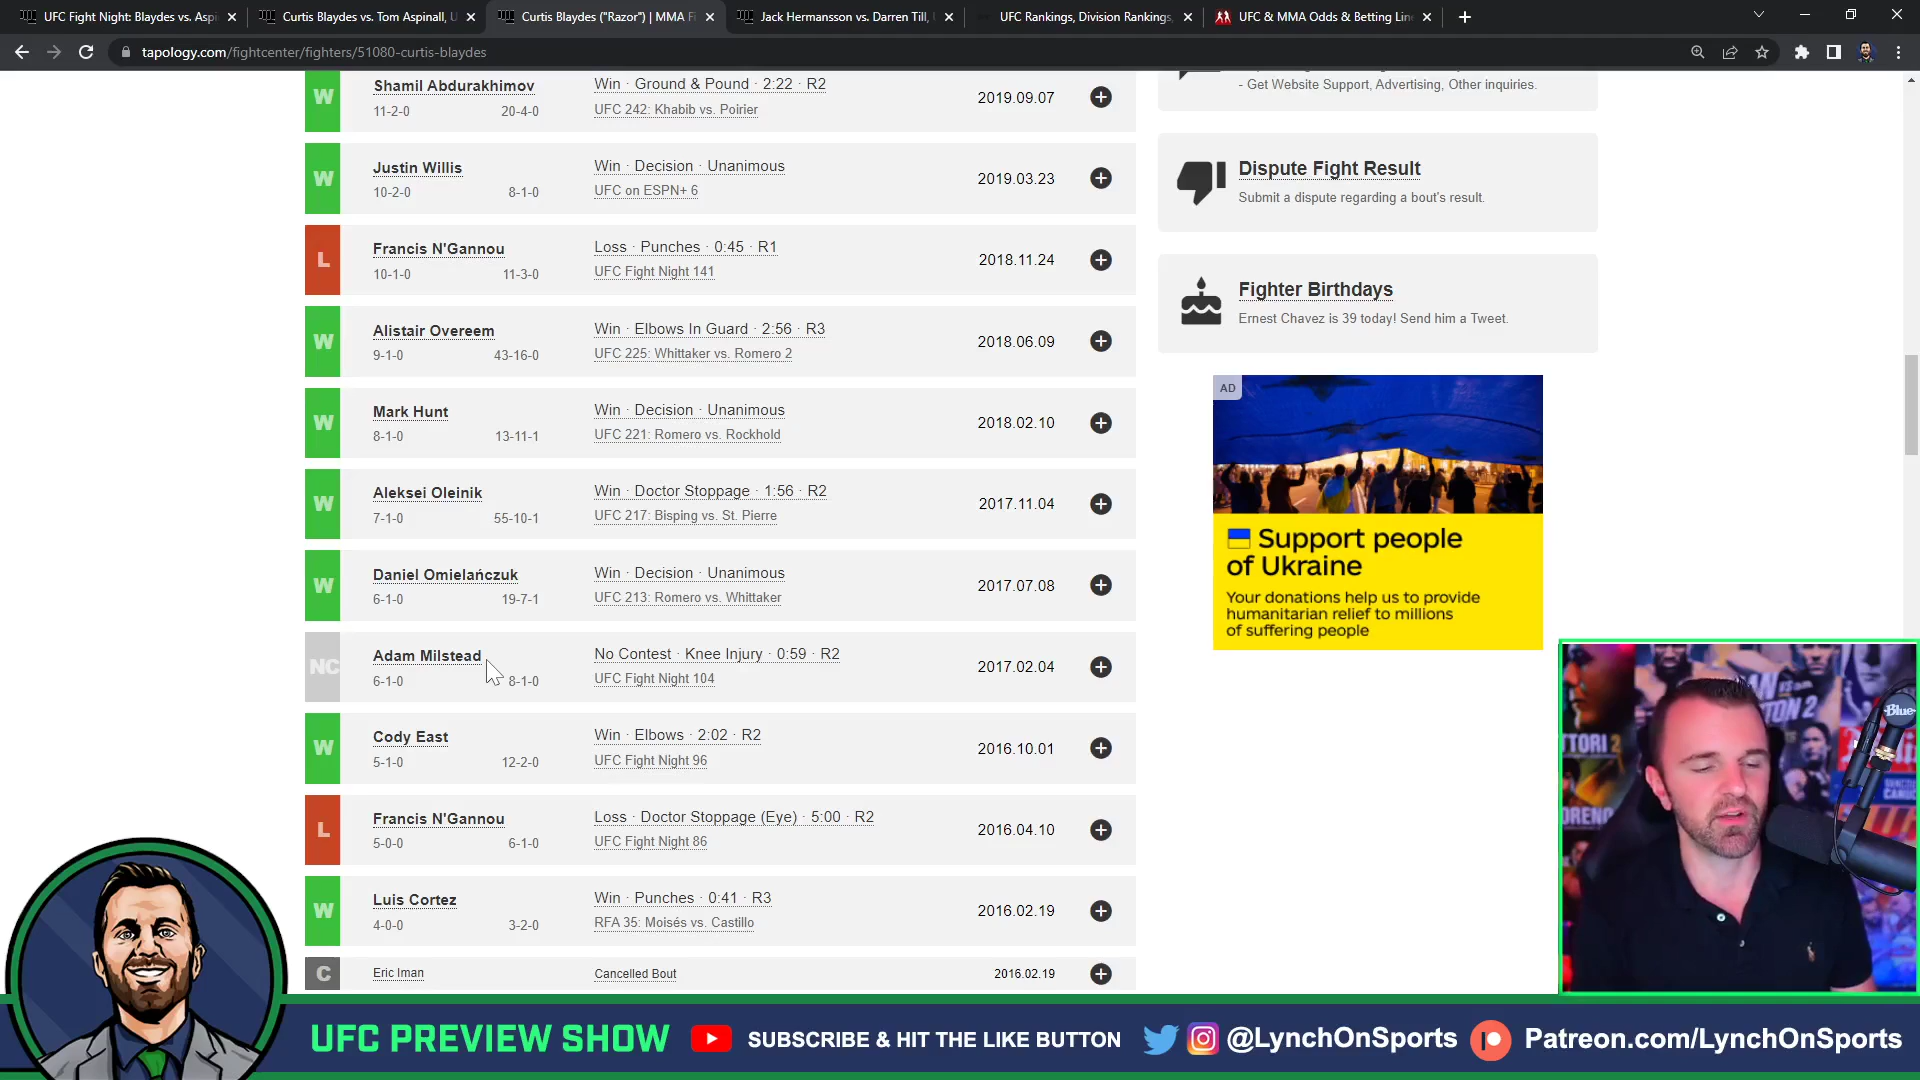 UFC Fight Night: Blaydes vs. Aspi
Curtis Blaydes vs. Tom Aspinall, U
Curtis Blaydes ("Razor") | MMA Fi
Jack Hermansson vs. Darren Till,
UFC Rankings, Division Rankings,
UFC & MMA Odds & Betting Lin
tapology.com/fightcenter/fighters/51080-curtis-blaydes
W
Shamil Abdurakhimov
11-2-0 20-4-0
Win · Ground & Pound · 2:22 · R2
UFC 242: Khabib vs. Poirier
2019.09.07
W
Justin Willis
10-2-0 8-1-0
Win · Decision · Unanimous
UFC on ESPN+ 6
2019.03.23
L
Francis N'Gannou
10-1-0 11-3-0
Loss · Punches · 0:45 · R1
UFC Fight Night 141
2018.11.24
W
Alistair Overeem
9-1-0 43-16-0
Win · Elbows In Guard · 2:56 · R3
UFC 225: Whittaker vs. Romero 2
2018.06.09
W
Mark Hunt
8-1-0 13-11-1
Win · Decision · Unanimous
UFC 221: Romero vs. Rockhold
2018.02.10
W
Aleksei Oleinik
7-1-0 55-10-1
Win · Doctor Stoppage · 1:56 · R2
UFC 217: Bisping vs. St. Pierre
2017.11.04
W
Daniel Omielańczuk
6-1-0 19-7-1
Win · Decision · Unanimous
UFC 213: Romero vs. Whittaker
2017.07.08
NC
Adam Milstead
6-1-0 8-1-0
No Contest · Knee Injury · 0:59 · R2
UFC Fight Night 104
2017.02.04
W
Cody East
5-1-0 12-2-0
Win · Elbows · 2:02 · R2
UFC Fight Night 96
2016.10.01
L
Francis N'Gannou
5-0-0 6-1-0
Loss · Doctor Stoppage (Eye) · 5:00 · R2
UFC Fight Night 86
2016.04.10
W
Luis Cortez
4-0-0 3-2-0
Win · Punches · 0:41 · R3
RFA 35: Moisés vs. Castillo
2016.02.19
C
Eric Iman
Cancelled Bout
2016.02.19
- Get Website Support, Advertising, Other inquiries.
Dispute Fight Result
Submit a dispute regarding a bout's result.
Fighter Birthdays
Ernest Chavez is 39 today! Send him a Tweet.
AD
Support people
of Ukraine
Your donations help us to provide
humanitarian relief to millions
of suffering people
TTORI 2
TON 2
Blue
UFC PREVIEW SHOW
SUBSCRIBE & HIT THE LIKE BUTTON
@LynchOnSports
Patreon.com/LynchOnSports